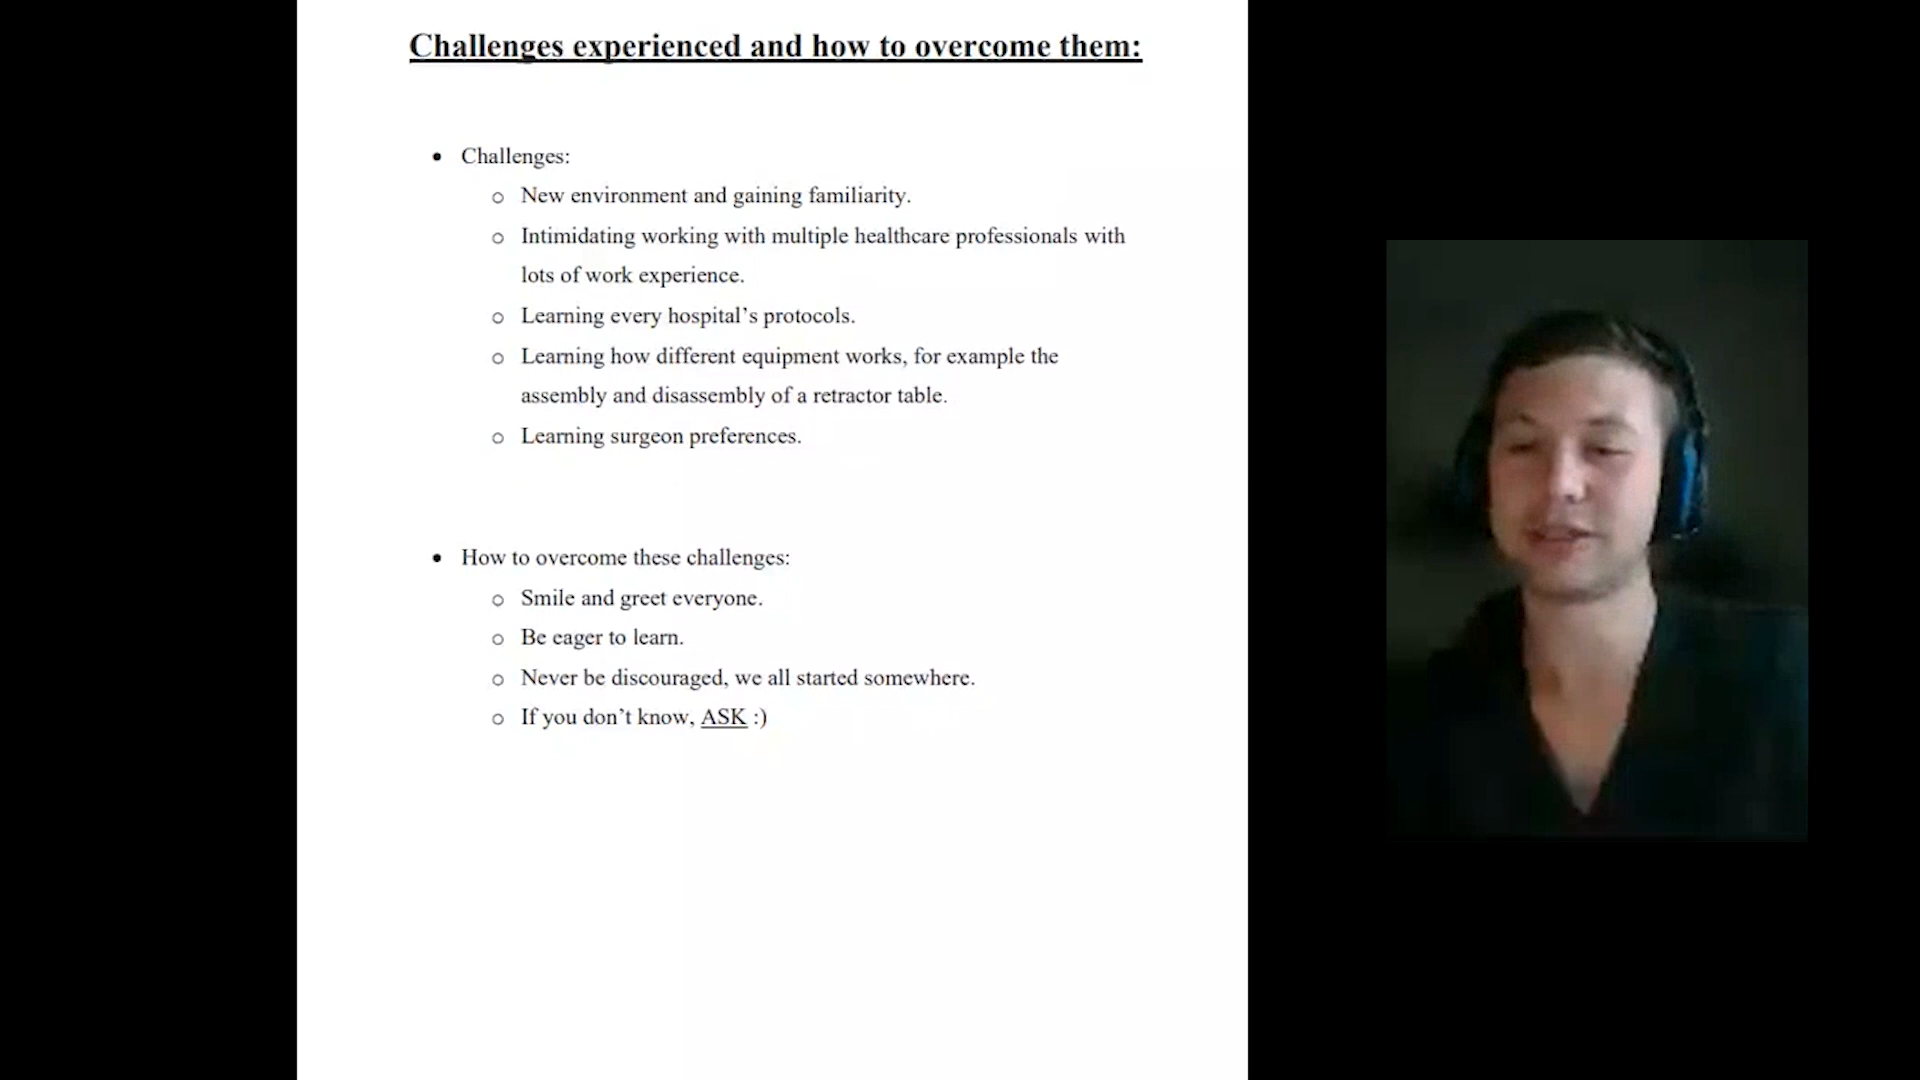 Challenges experienced and how to overcome them:
• Challenges:
o New environment and gaining familiarity.
o Intimidating working with multiple healthcare professionals with
lots of work experience.
o Learning every hospital’s protocols.
o Learning how different equipment works, for example the
assembly and disassembly of a retractor table.
o Learning surgeon preferences.
• How to overcome these challenges:
o Smile and greet everyone.
o Be eager to learn.
o Never be discouraged, we all started somewhere.
o If you don’t know, ASK :)